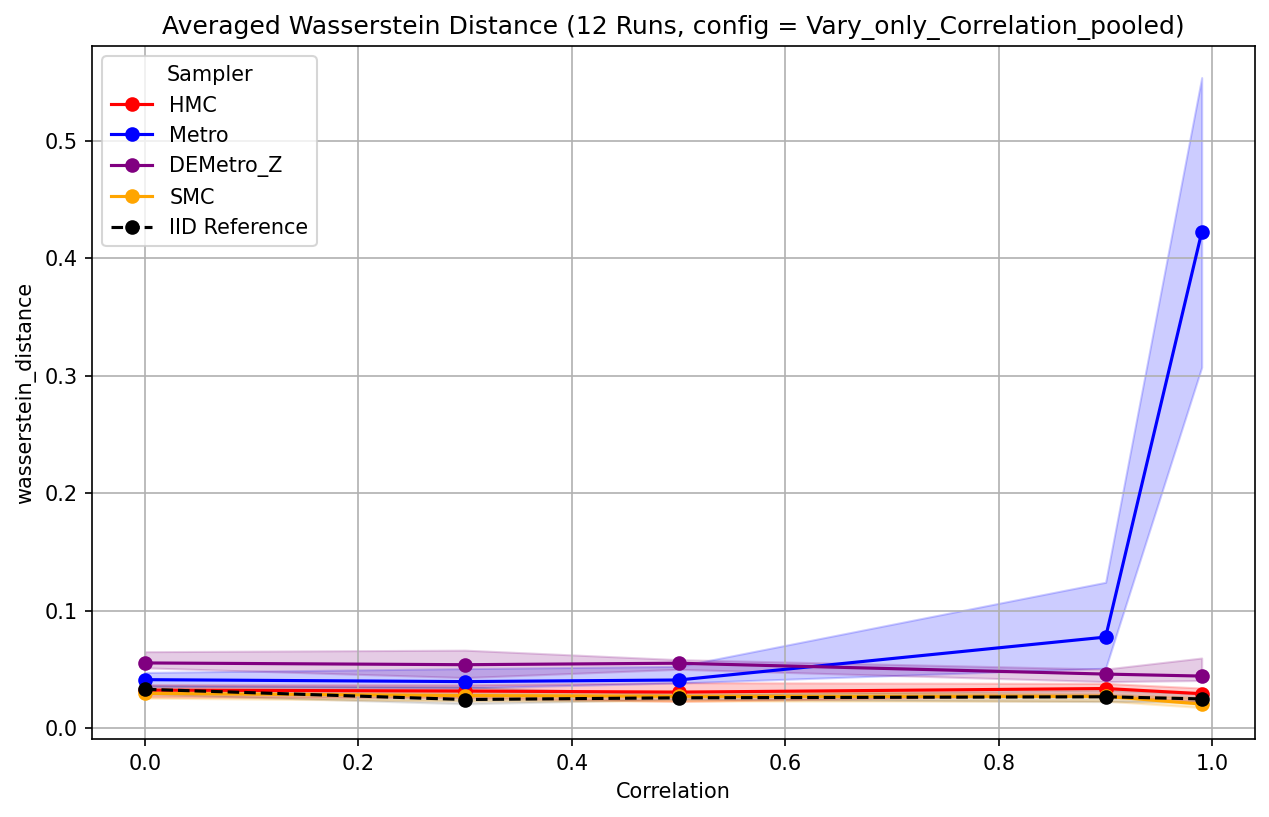 Averaged Wasserstein Distance (12 Runs, config = Vary_only_Correlation_pooled)
Sampler
HMC
Metro
DEMetro_Z
SMC
IID Reference
wasserstein_distance
0.5
0.4
0.3
0.2
0.1
0.0
0.0 0.2 0.4 0.6 0.8 1.0
Correlation